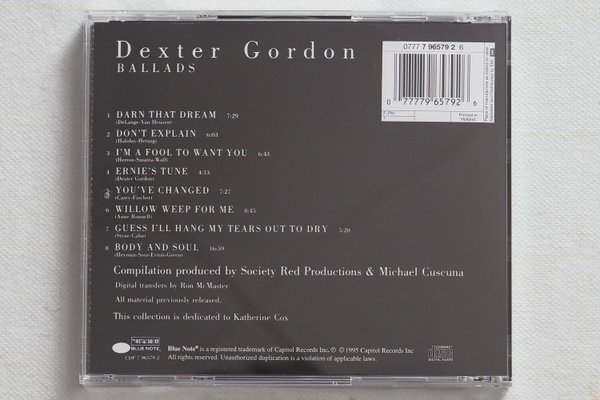 Dexter Gordon
BALLADS
0777 7 96579 2 6
0 77779 65792 6
Printed in
Holland
1 DARN THAT DREAM 7:29
(DeLange-Van Heusen)
2 DON'T EXPLAIN 6:03
(Holiday-Herzog)
3 I'M A FOOL TO WANT YOU 6:43
(Herron-Sinatra-Wolf)
4 ERNIE'S TUNE 4:13
(Dexter Gordon)
5 YOU'VE CHANGED 7:27
(Carey-Fischer)
6 WILLOW WEEP FOR ME 8:45
(Anne Ronnell)
7 GUESS I'LL HANG MY TEARS OUT TO DRY 5:20
(Styne-Cahn)
8 BODY AND SOUL 16:59
(Heyman-Sour-Eyton-Green)
Compilation produced by Society Red Productions & Michael Cuscuna
Digital transfers by Ron McMaster
All material previously released.
This collection is dedicated to Katherine Cox
BLUE NOTE
CDP 7 96579 2
Blue Note® is a registered trademark of Capitol Records Inc. ℗ © 1995 Capitol Records Inc
All rights reserved. Unauthorized duplication is a violation of applicable laws.
COMPACT
disc
DIGITAL AUDIO